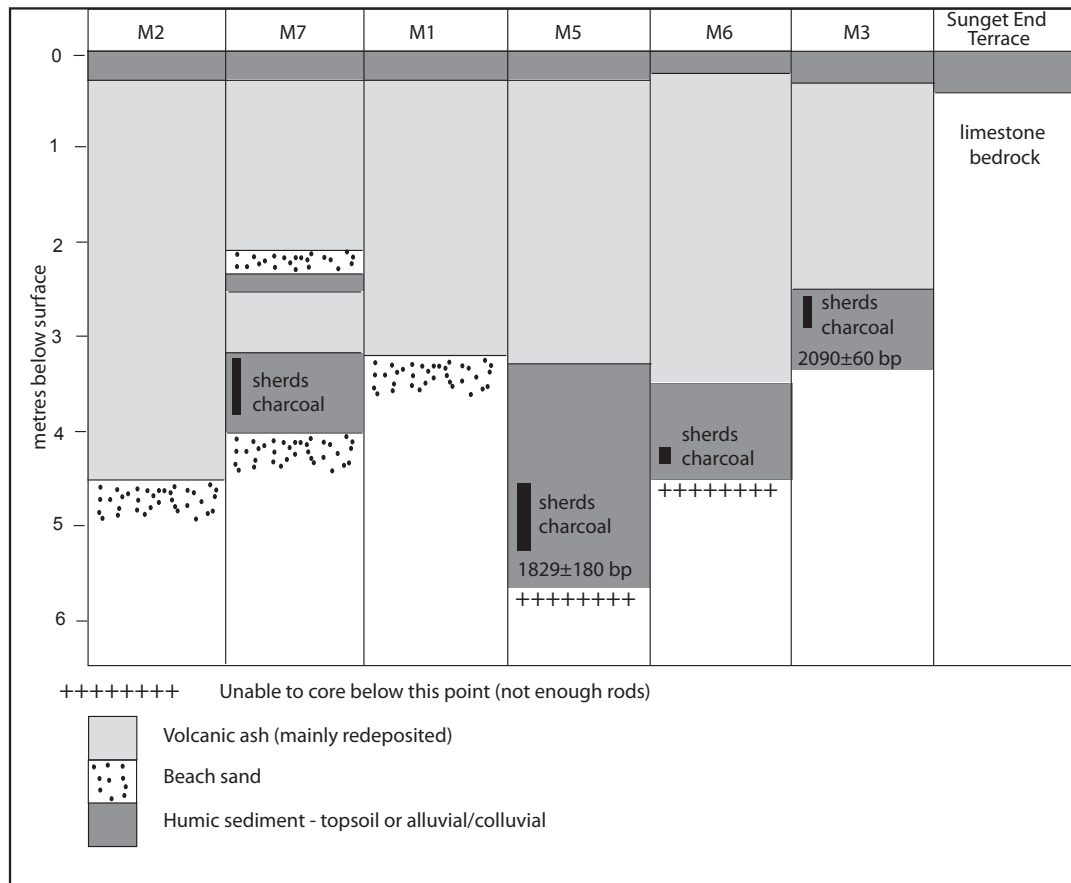 M2 M7 M1 M5 M6 M3 Sunget End
Terrace
0
1
2
3
4
5
6
metres below surface
limestone
bedrock
sherds
charcoal
2090±60 bp
sherds
charcoal
sherds
charcoal
++++++++
sherds
charcoal
1829±180 bp
++++++++
++++++++ Unable to core below this point (not enough rods)
Volcanic ash (mainly redeposited)
Beach sand
Humic sediment - topsoil or alluvial/colluvial